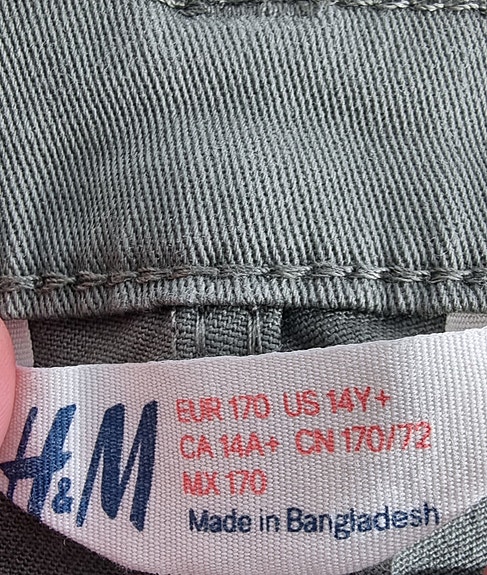 H&M
EUR 170 US 14Y+
CA 14A+ CN 170/72
MX 170
Made in Bangladesh